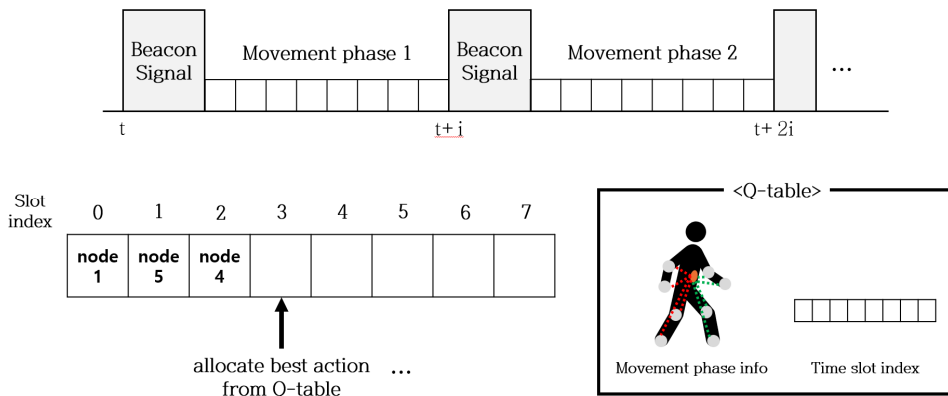 Beacon
Signal
Movement phase 1
Beacon
Signal
Movement phase 2
...
t
t+ i
t+ 2i
Slot
index
0 1 2 3 4 5 6 7
node
1
node
5
node
4
allocate best action
from Q-table
...
<Q-table>
Movement phase info
Time slot index